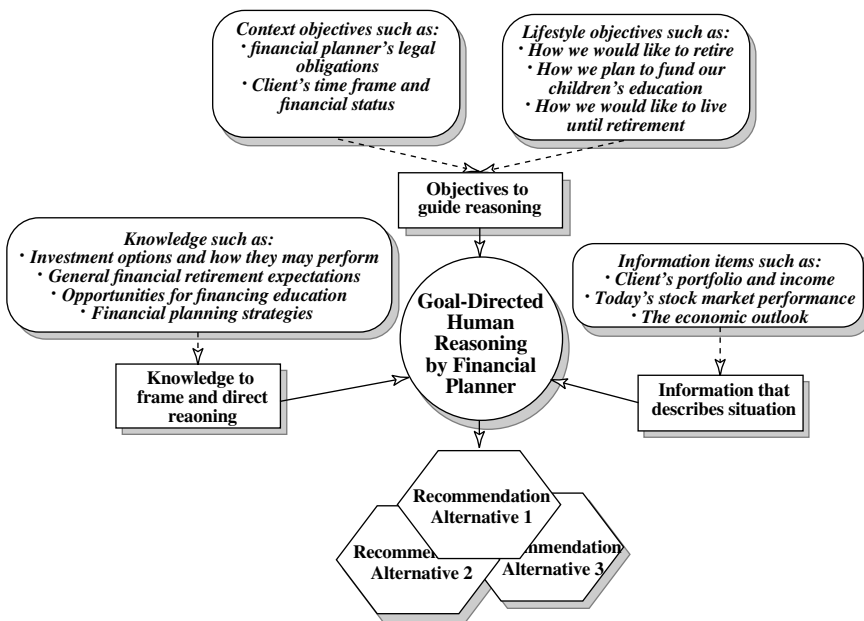 Context objectives such as:
· financial planner's legal
obligations
· Client's time frame and
financial status
Lifestyle objectives such as:
· How we would like to retire
· How we plan to fund our
children's education
· How we would like to live
until retirement
Objectives to
guide reasoning
Knowledge such as:
· Investment options and how they may perform
· General financial retirement expectations
· Opportunities for financing education
· Financial planning strategies
Information items such as:
· Client's portfolio and income
· Today's stock market performance
· The economic outlook
Goal-Directed
Human
Reasoning
by Financial
Planner
Knowledge to
frame and direct
reaoning
Information that
describes situation
Recommendation
Alternative 1
Recom
Alternative 2
mmendation
Alternative 3